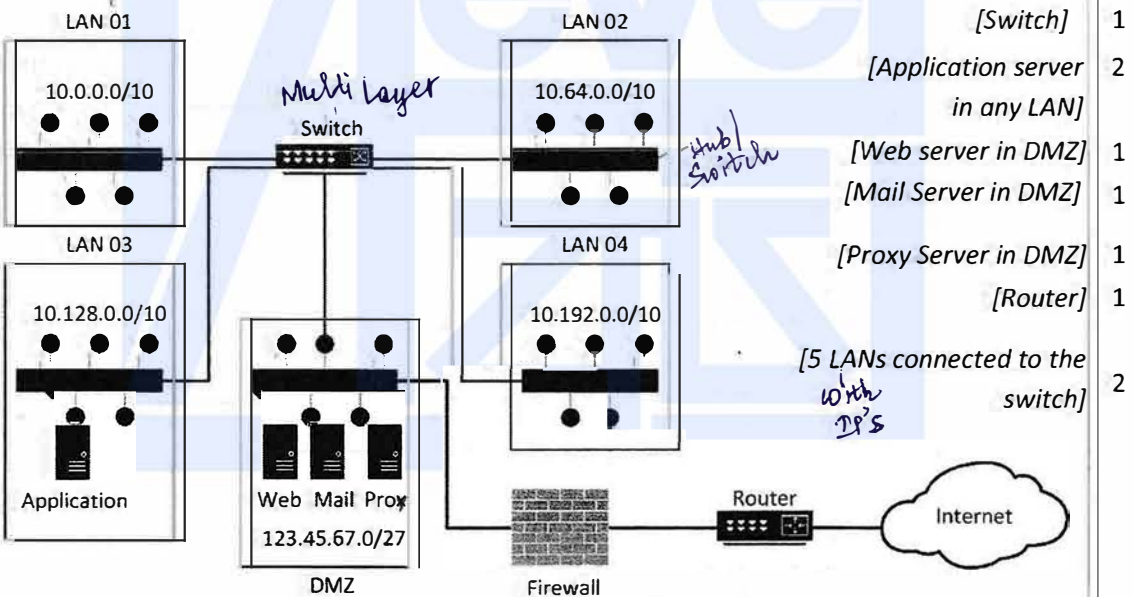 LAN 01
LAN 02
[Switch] 1
10.0.0.0/10
Multi Layer
Switch
10.64.0.0/10
Hub/
Switch
[Application server 2
in any LAN]
[Web server in DMZ] 1
[Mail Server in DMZ] 1
LAN 03
LAN 04
[Proxy Server in DMZ] 1
[Router] 1
10.128.0.0/10
10.192.0.0/10
[5 LANs connected to the
switch] 2
with
IP's
Application
Web Mail Proxy
123.45.67.0/27
DMZ
Firewall
Router
Internet